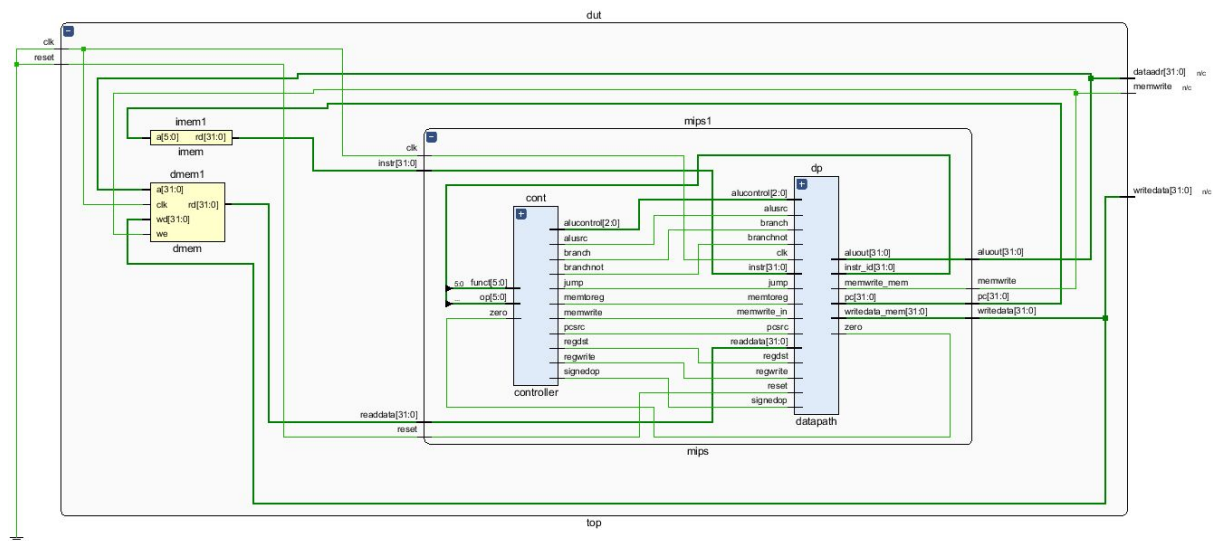 dut
clk
reset
dataadr[31:0] n/c
memwrite n/c
writedata[31:0] n/c
imem1
a[5:0] rd[31:0]
imem
dmem1
a[31:0]
clk rd[31:0]
wd[31:0]
we
dmem
mips1
clk
instr[31:0]
readdata[31:0]
reset
cont
5:0 funct[5:0]
... op[5:0]
zero
alucontrol[2:0]
alusrc
branch
branchnot
jump
memtoreg
memwrite
pcsrc
regdst
regwrite
signedop
controller
dp
alucontrol[2:0]
alusrc
branch
branchnot
clk
instr[31:0]
jump
memtoreg
memwrite_in
pcsrc
readdata[31:0]
regdst
regwrite
reset
signedop
aluout[31:0]
instr_id[31:0]
memwrite_mem
pc[31:0]
writedata_mem[31:0]
zero
datapath
aluout[31:0]
memwrite
pc[31:0]
writedata[31:0]
mips
top